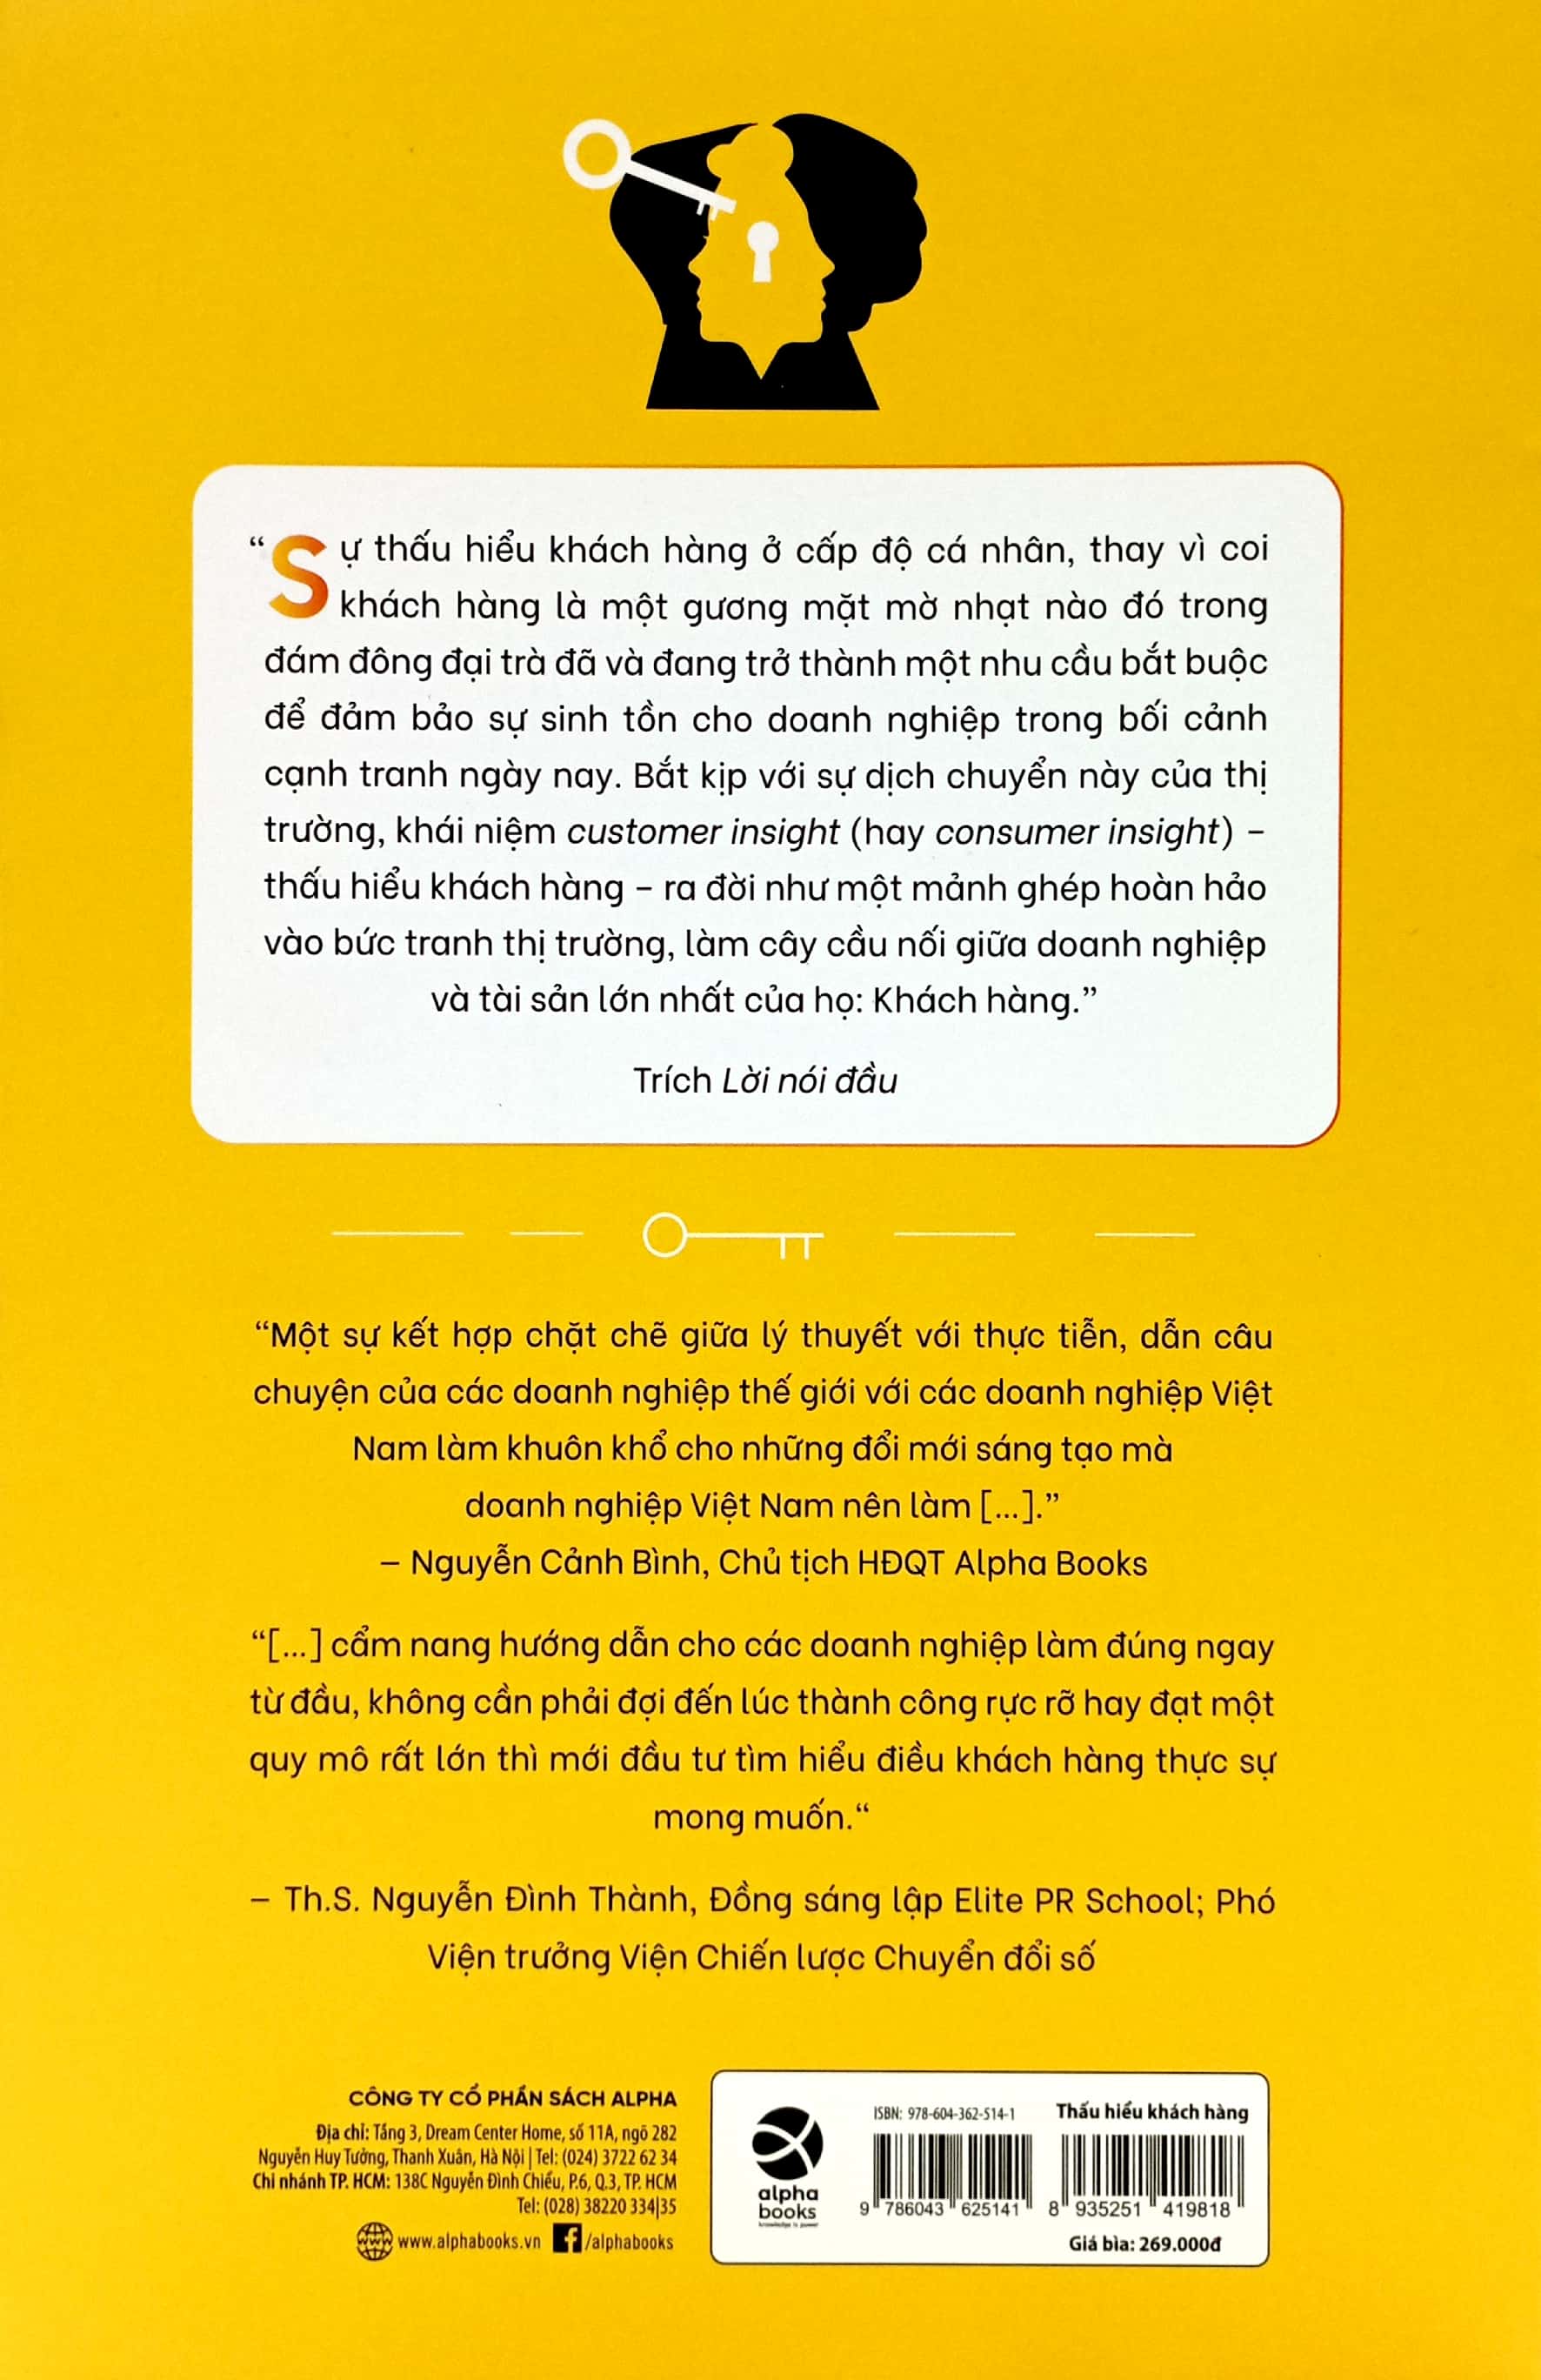 “Sự thấu hiểu khách hàng ở cấp độ cá nhân, thay vì coi
khách hàng là một gương mặt mờ nhạt nào đó trong
đám đông đại trà đã và đang trở thành một nhu cầu bắt buộc
để đảm bảo sự sinh tồn cho doanh nghiệp trong bối cảnh
cạnh tranh ngày nay. Bắt kịp với sự dịch chuyển này của thị
trường, khái niệm customer insight (hay consumer insight) –
thấu hiểu khách hàng – ra đời như một mảnh ghép hoàn hảo
vào bức tranh thị trường, làm cây cầu nối giữa doanh nghiệp
và tài sản lớn nhất của họ: Khách hàng.”
Trích Lời nói đầu
“Một sự kết hợp chặt chẽ giữa lý thuyết với thực tiễn, dẫn câu
chuyện của các doanh nghiệp thế giới với các doanh nghiệp Việt
Nam làm khuôn khổ cho những đổi mới sáng tạo mà
doanh nghiệp Việt Nam nên làm [...].”
– Nguyễn Cảnh Bình, Chủ tịch HĐQT Alpha Books
“[...] cẩm nang hướng dẫn cho các doanh nghiệp làm đúng ngay
từ đầu, không cần phải đợi đến lúc thành công rực rỡ hay đạt một
quy mô rất lớn thì mới đầu tư tìm hiểu điều khách hàng thực sự
mong muốn.“
– Th.S. Nguyễn Đình Thành, Đồng sáng lập Elite PR School; Phó
Viện trưởng Viện Chiến lược Chuyển đổi số
CÔNG TY CỔ PHẦN SÁCH ALPHA
Địa chỉ: Tầng 3, Dream Center Home, số 11A, ngõ 282
Nguyễn Huy Tưởng, Thanh Xuân, Hà Nội | Tel: (024) 3722 62 34
Chi nhánh TP. HCM: 138C Nguyễn Đình Chiểu, P.6, Q.3, TP. HCM
Tel: (028) 38220 334|35
www www.alphabooks.vn f /alphabooks
alpha
books
knowledge is power
ISBN: 978-604-362-514-1
9 786043 625141
Thấu hiểu khách hàng
8 935251 419818
Giá bìa: 269.000đ